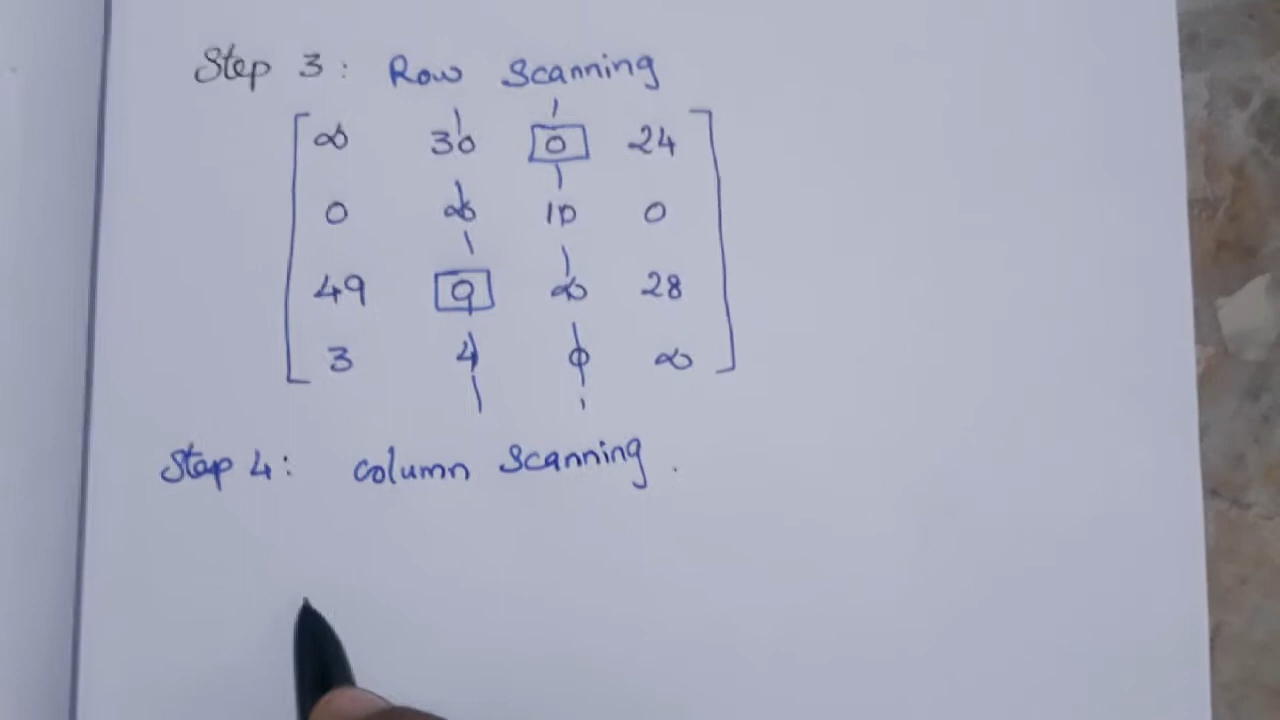 Step 3: Row Scanning
∞ 30 0 24
0 ∞ 10 0
49 0 ∞ 28
3 4 0 ∞
Step 4: column Scanning.